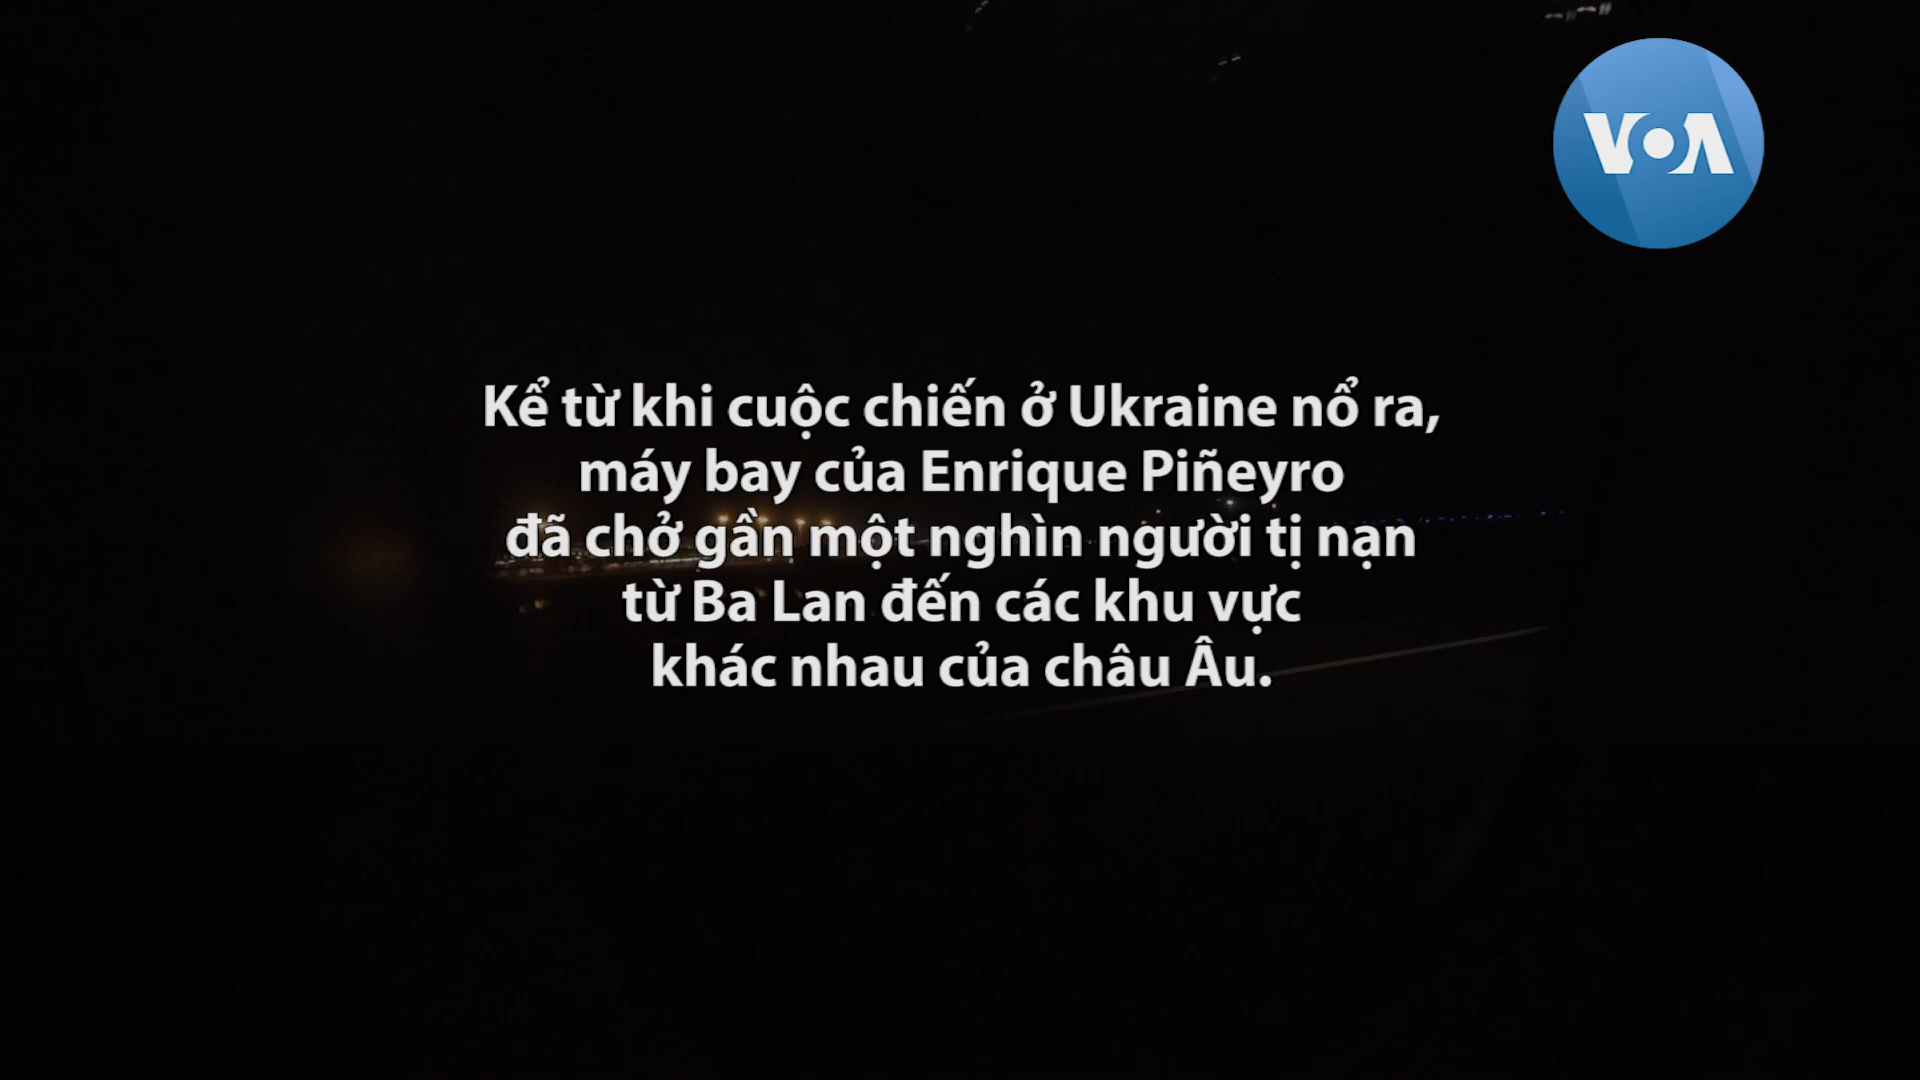 VOA
Kể từ khi cuộc chiến ở Ukraine nổ ra,
máy bay của Enrique Piñeyro
đã chở gần một nghìn người tị nạn
từ Ba Lan đến các khu vực
khác nhau của châu Âu.